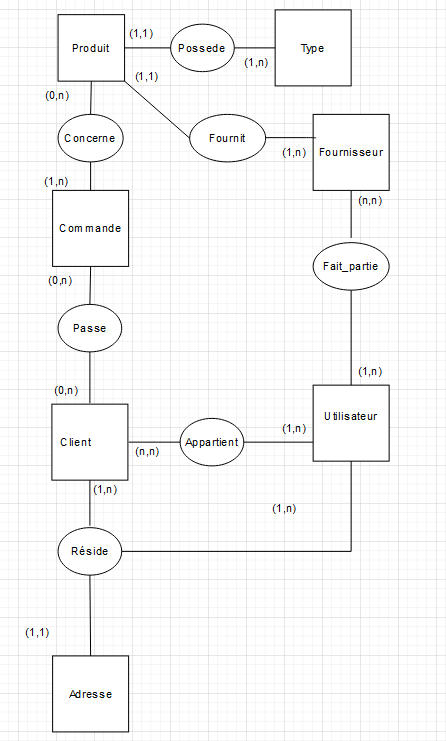 Produit
(1,1)
Possede
(1,n)
Type
(1,1)
(0,n)
Concerne
Fournit
(1,n)
Fournisseur
(1,n)
Commande
(n,n)
(0,n)
Fait_partie
Passe
(1,n)
(0,n)
Utilisateur
(1,n)
Client
(n,n)
Appartient
(1,n)
(1,n)
Réside
(1,1)
Adresse